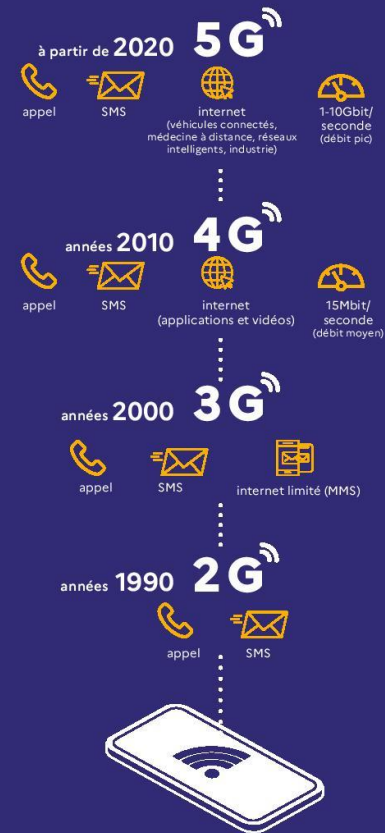 à partir de 2020 5G
appel
SMS
internet
(véhicules connectés,
médecine à distance, réseaux
intelligents, industrie)
1-10Gbit/
seconde
(débit pic)
années 2010 4G
appel
SMS
internet
(applications et vidéos)
15Mbit/
seconde
(débit moyen)
années 2000 3G
appel
SMS
internet limité (MMS)
années 1990 2G
appel
SMS